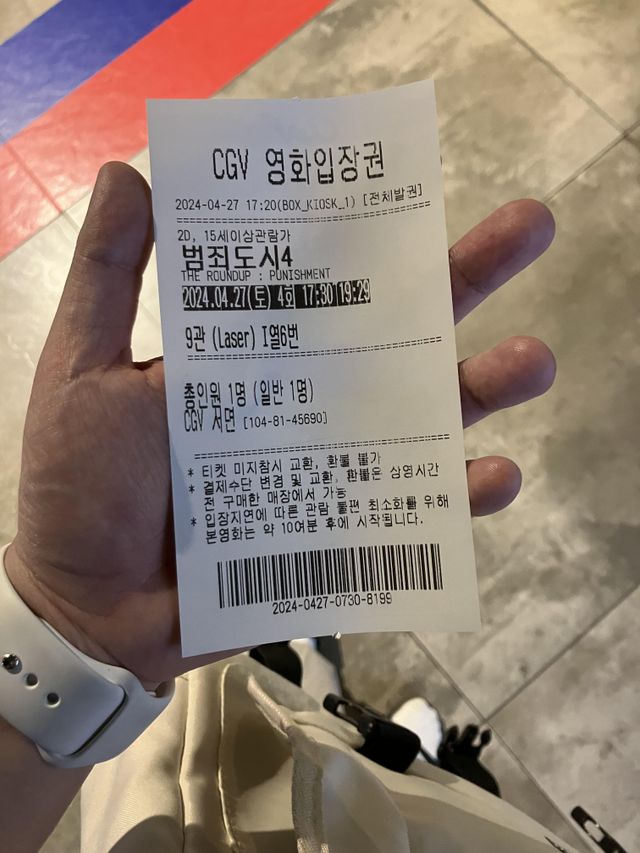 CGV 영화입장권
2024-04-27 17:20(BOX_KIOSK_1) [전체발권]
2D, 15세이상관람가
범죄도시4
THE ROUNDUP : PUNISHMENT
2024.04.27(토) 4회 17:30 19:29
9관 (Laser) I열6번
총인원 1명 (일반 1명)
CGV 서면 [104-81-45690]
* 티켓 미지참시 교환, 환불 불가
* 결제수단 변경 및 교환, 환불은 상영시간
전 구매한 매장에서 가능
* 입장지연에 따른 관람 불편 최소화를 위해
본영화는 약 10여분 후에 시작됩니다.
2024-0427-0730-8199